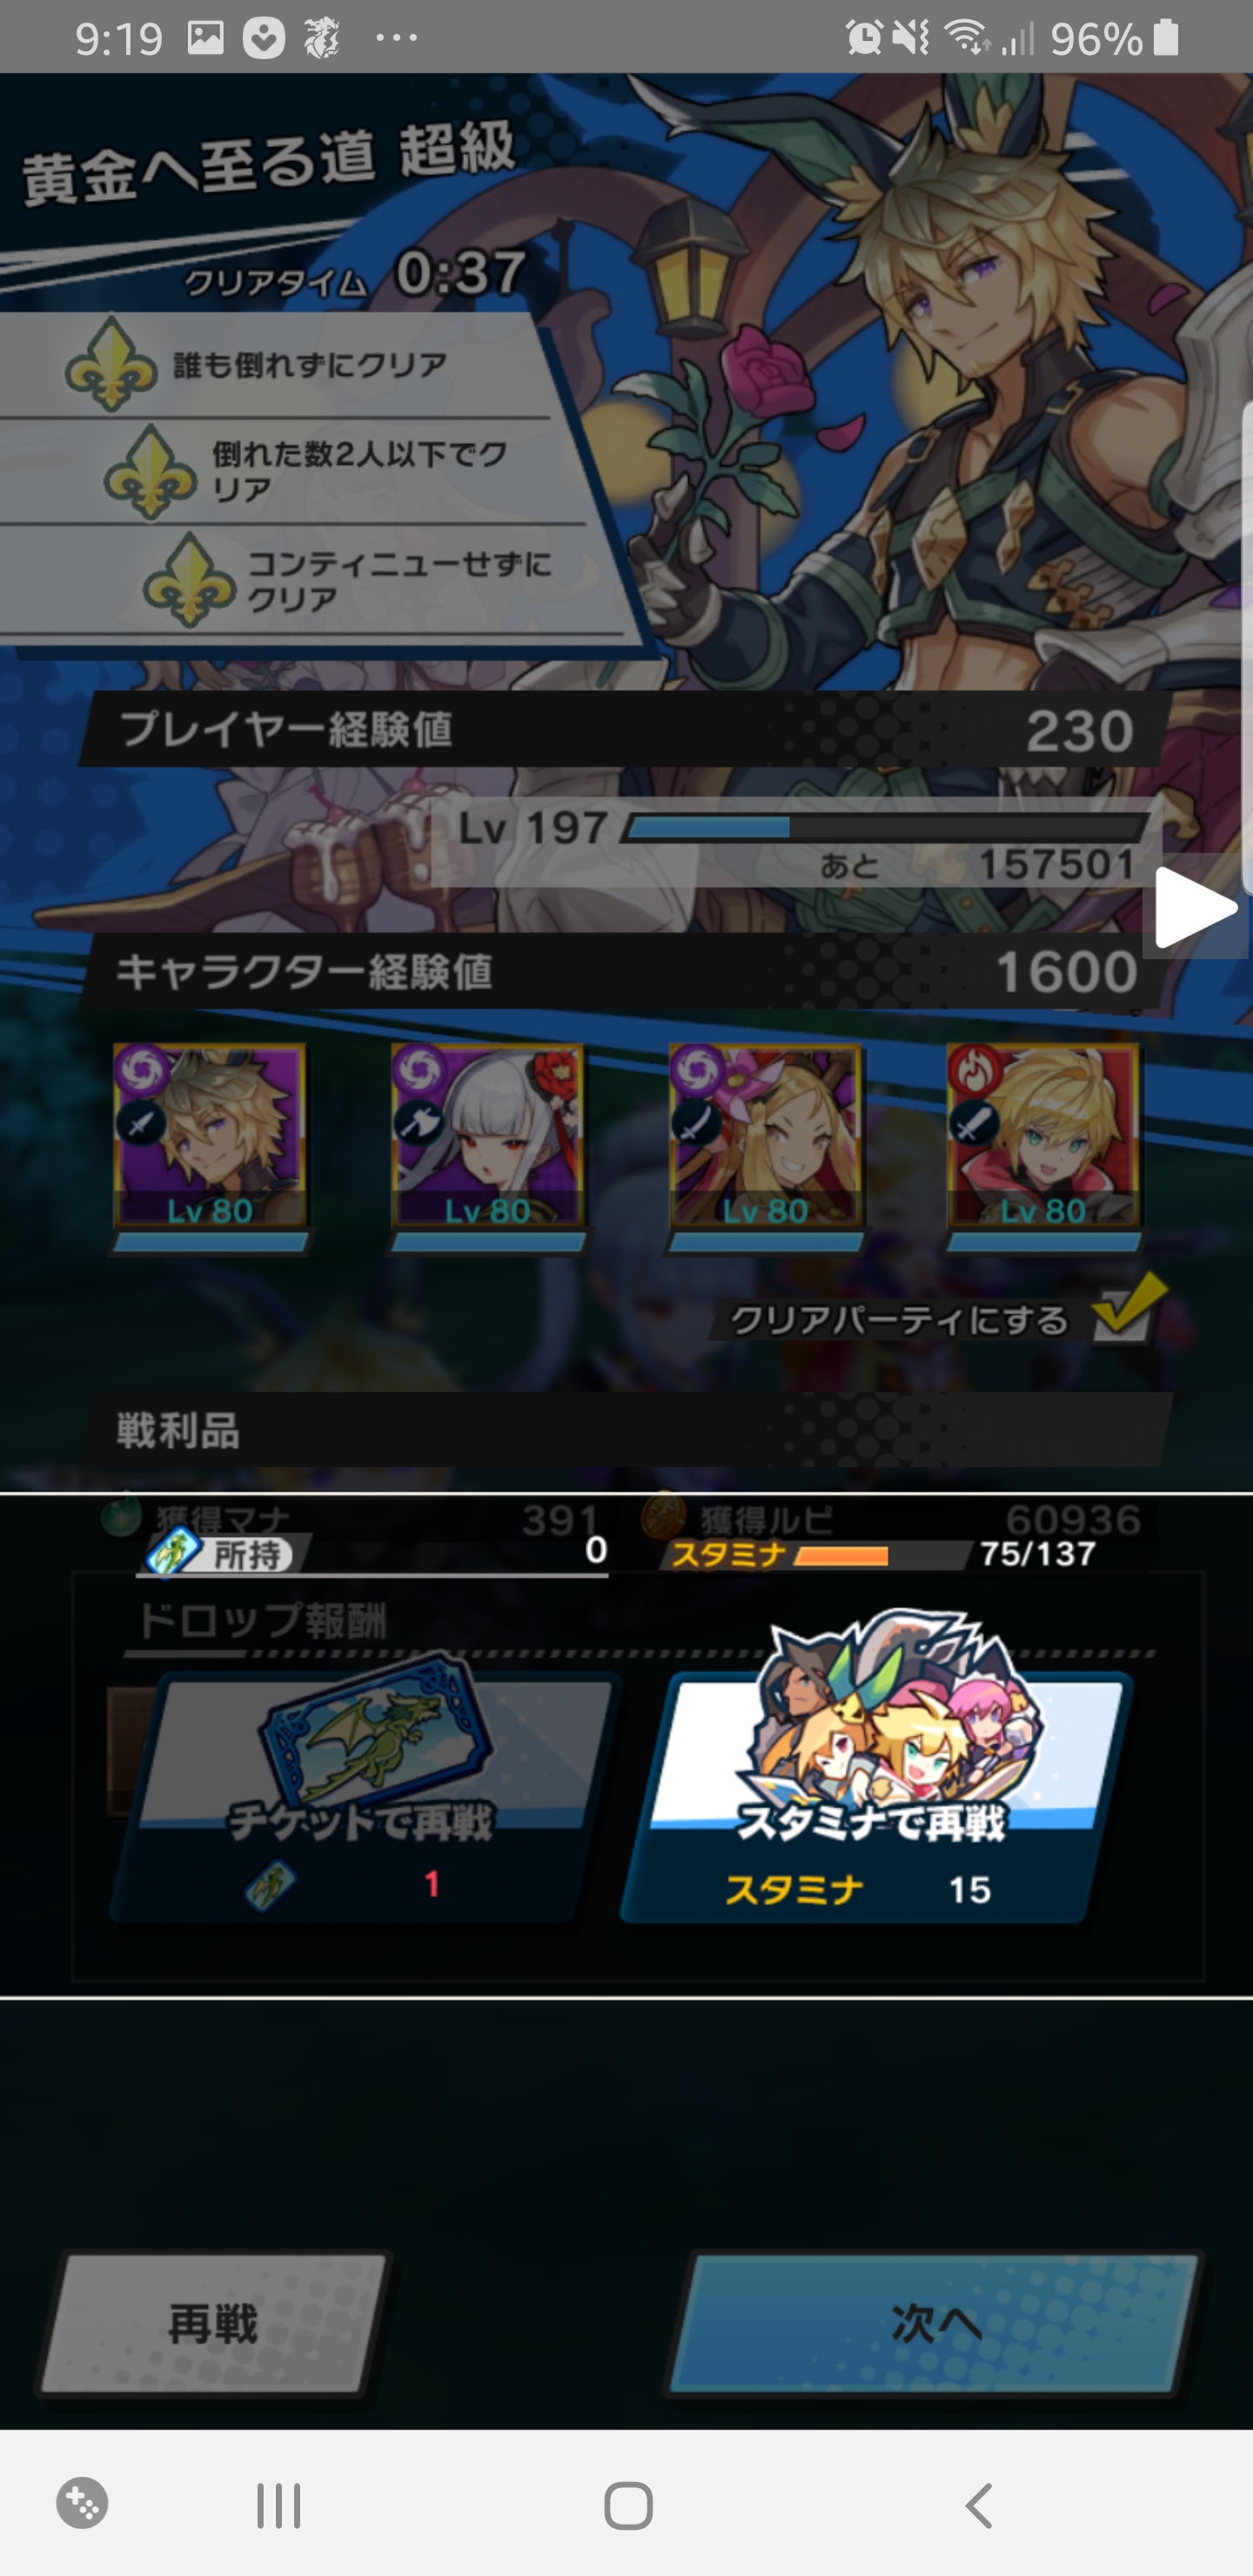 9:19
96%
黄金へ至る道 超級
クリアタイム 0:37
誰も倒れずにクリア
倒れた数2人以下でク
リア
コンティニューせずに
クリア
プレイヤー経験値 230
Lv 197
あと 157501
キャラクター経験値 1600
Lv 80 Lv 80 Lv 80 Lv 80
クリアパーティにする
戦利品
獲得マナ 391 獲得ルピ 60936
所持 0 スタミナ 75/137
ドロップ報酬
チケットで再戦 スタミナで再戦
1 スタミナ 15
再戦 次へ